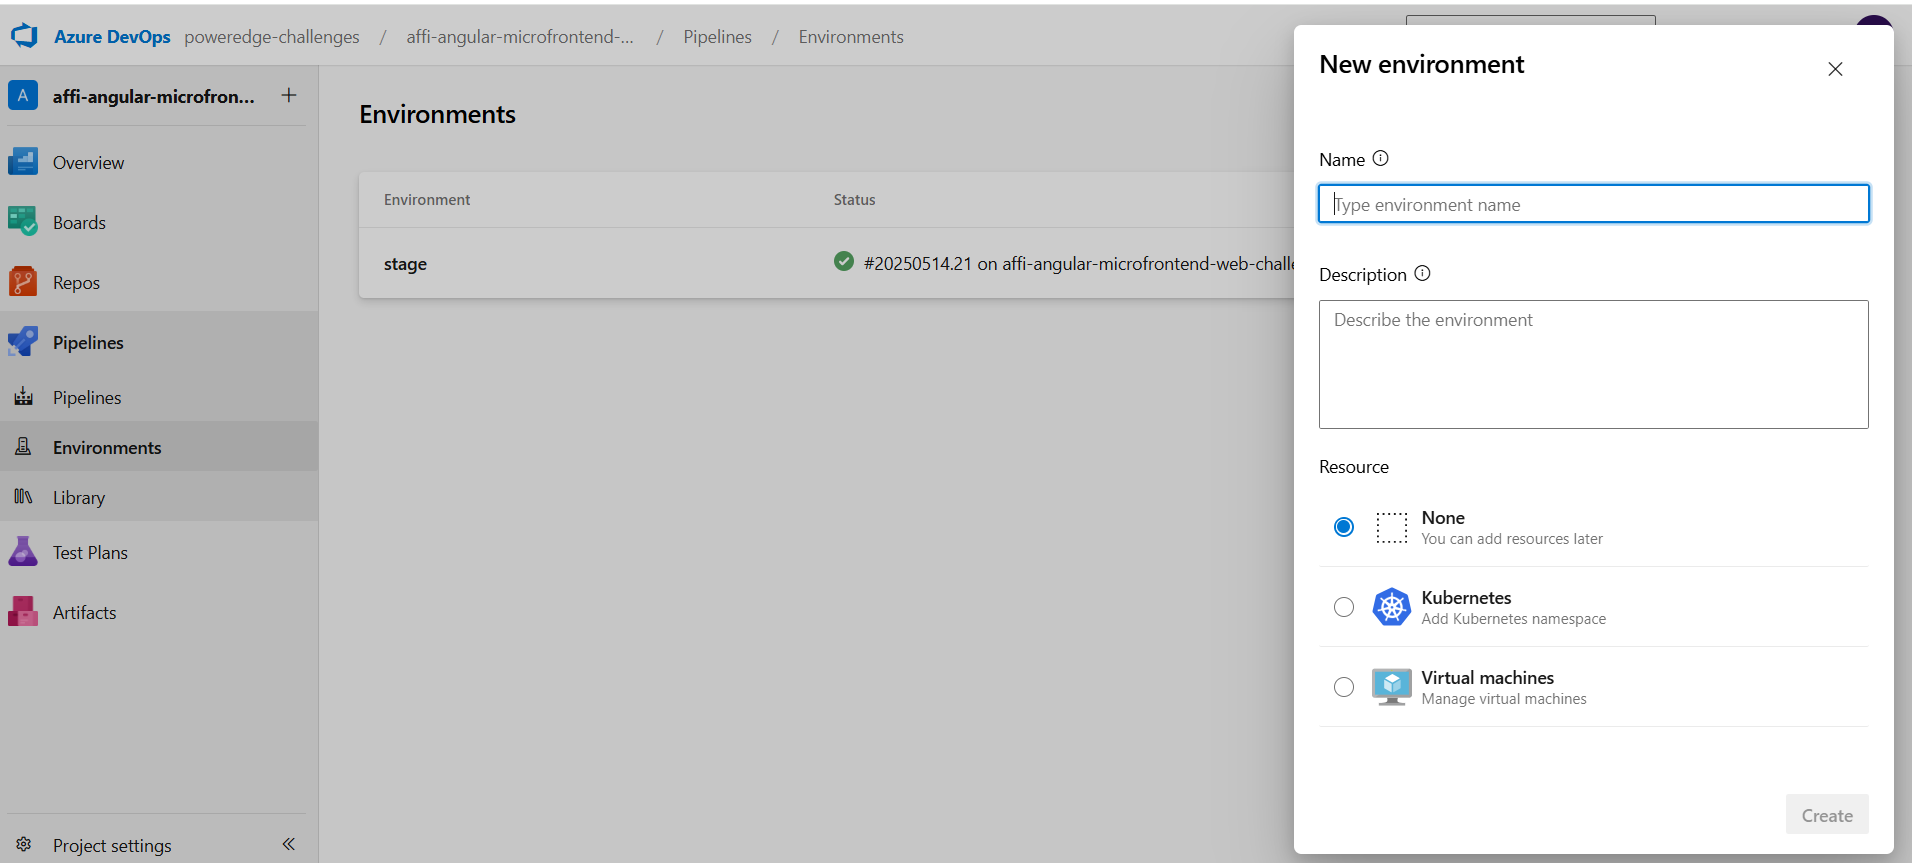 Azure DevOps poweredge-challenges / affi-angular-microfrontend-... / Pipelines / Environments
A affi-angular-microfron... +
Overview
Boards
Repos
Pipelines
Pipelines
Environments
Library
Test Plans
Artifacts
Project settings
Environments
Environment Status
stage #20250514.21 on affi-angular-microfrontend-web-challe
New environment
Name
Type environment name
Description
Describe the environment
Resource
None
You can add resources later
Kubernetes
Add Kubernetes namespace
Virtual machines
Manage virtual machines
Create